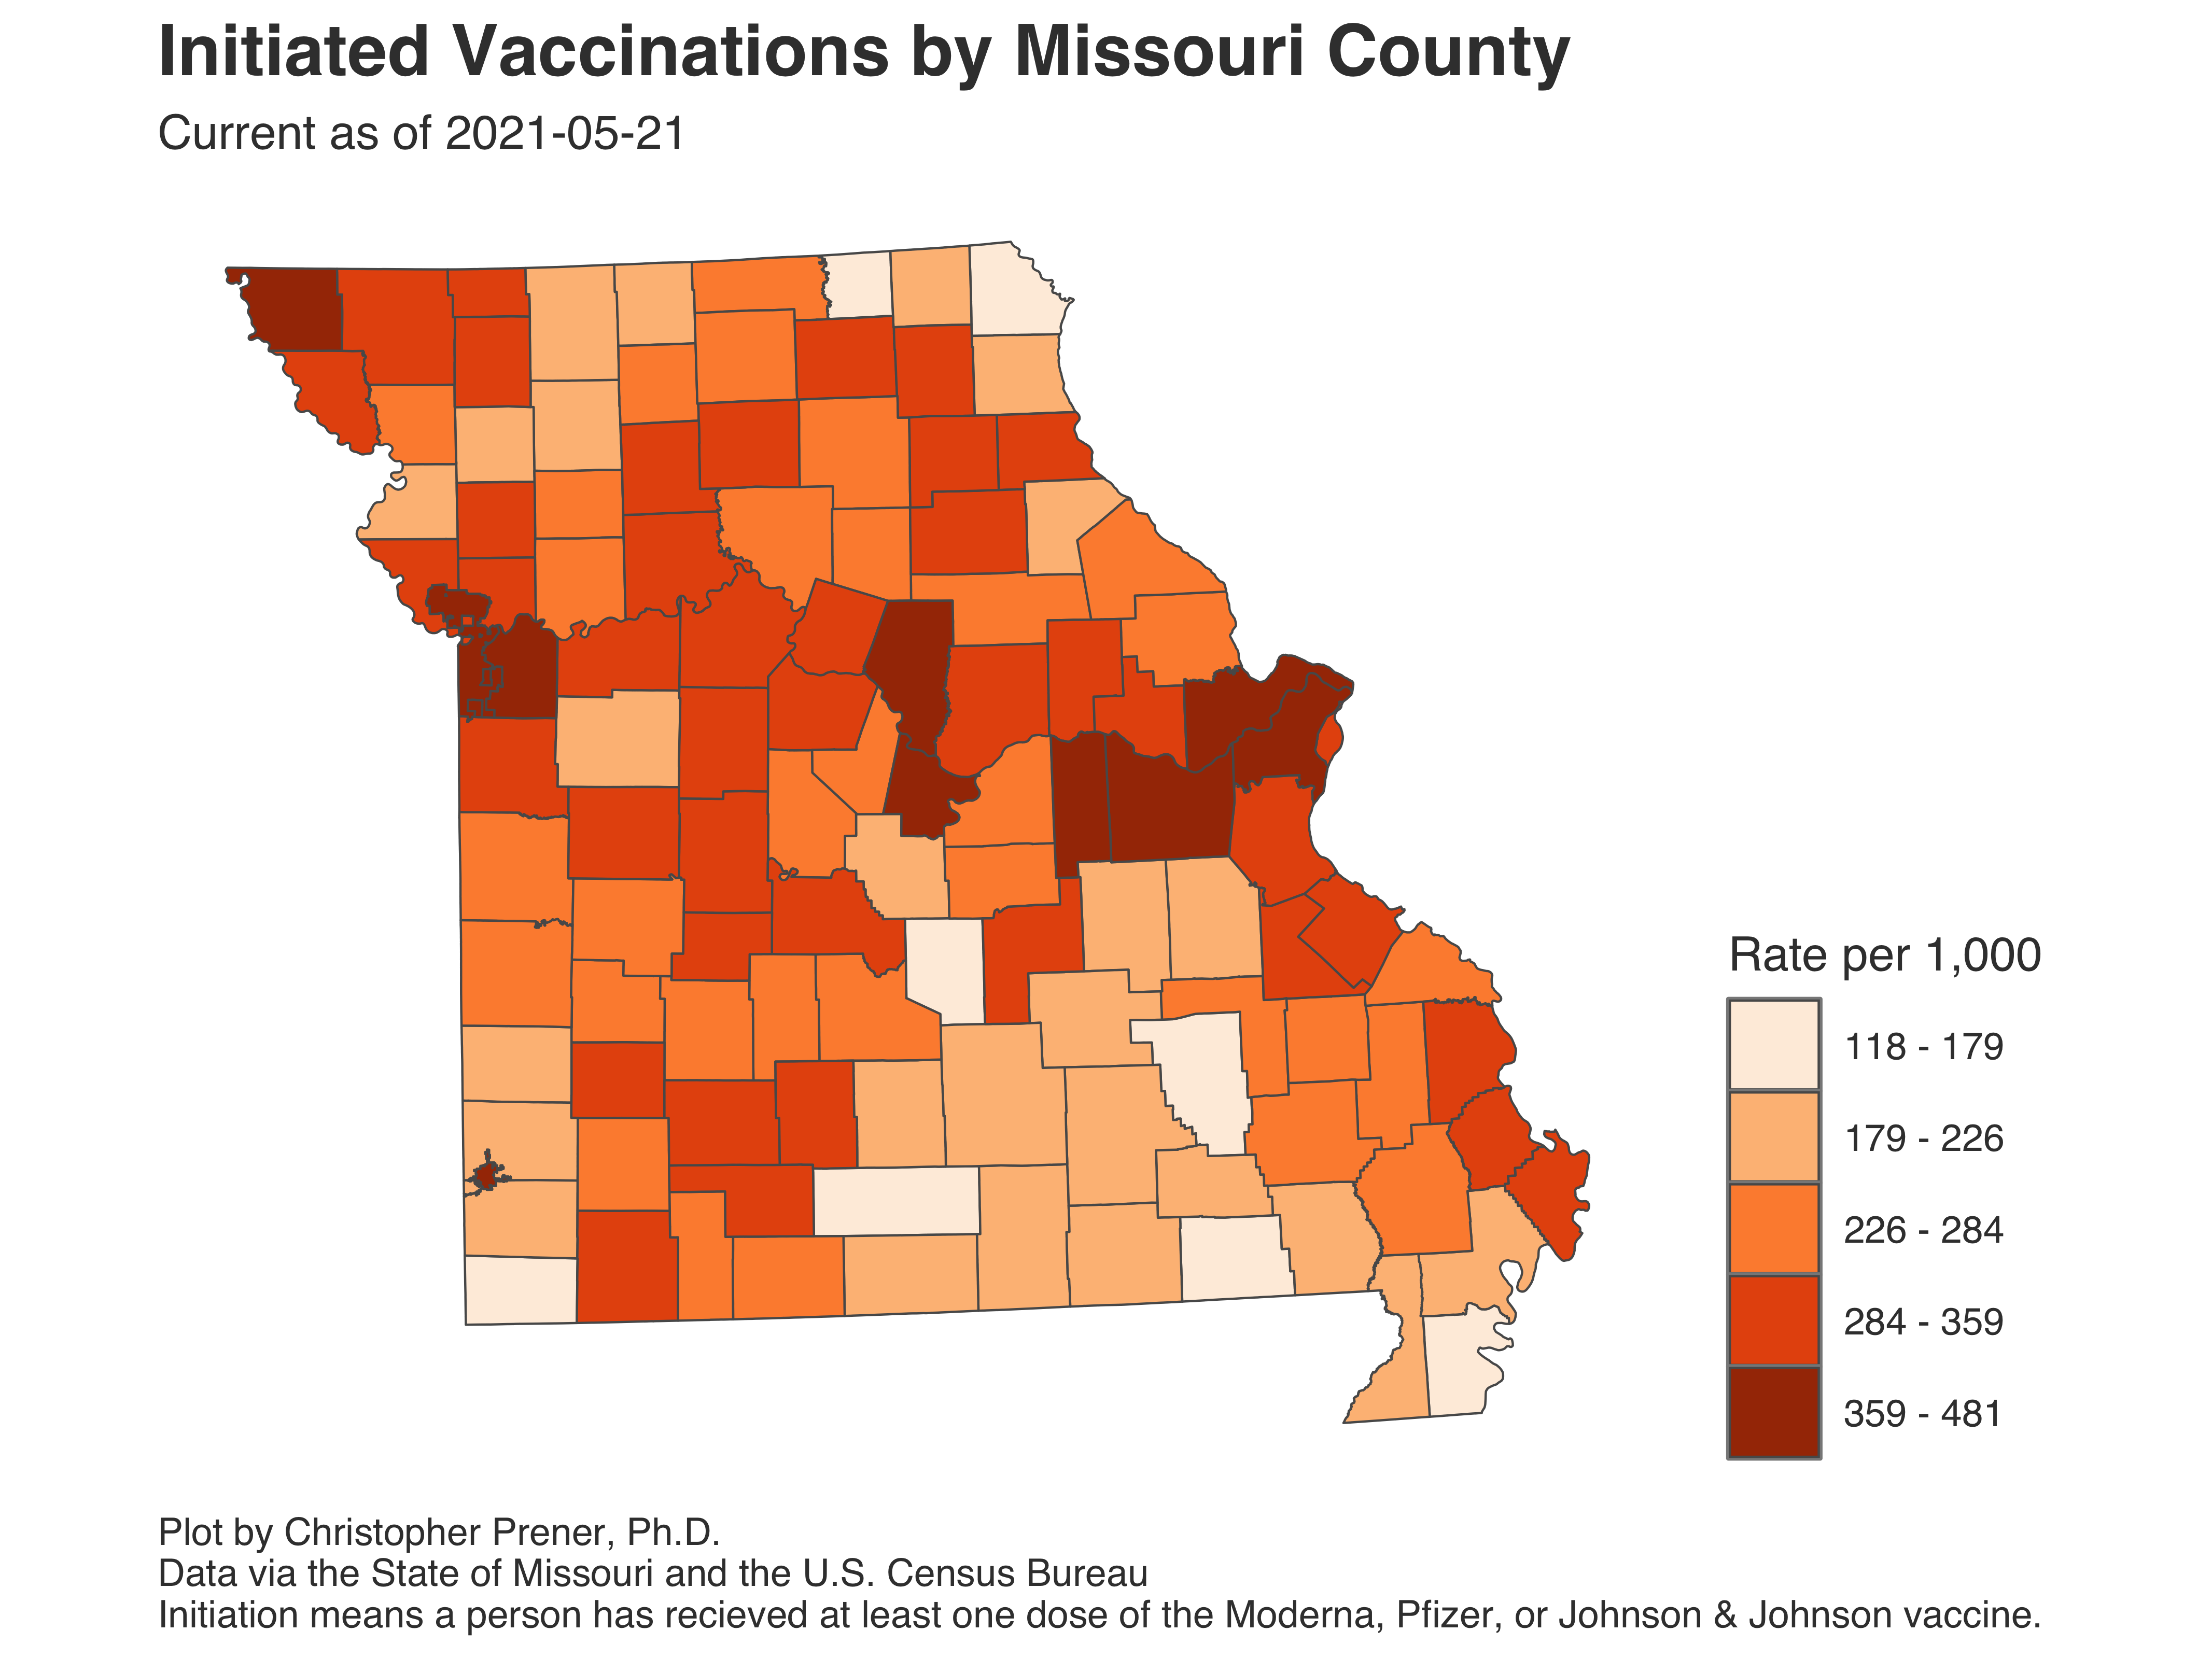 Initiated Vaccinations by Missouri County
Current as of 2021-05-21
Rate per 1,000
118 - 179
179 - 226
226 - 284
284 - 359
359 - 481
Plot by Christopher Prener, Ph.D.
Data via the State of Missouri and the U.S. Census Bureau
Initiation means a person has recieved at least one dose of the Moderna, Pfizer, or Johnson & Johnson vaccine.